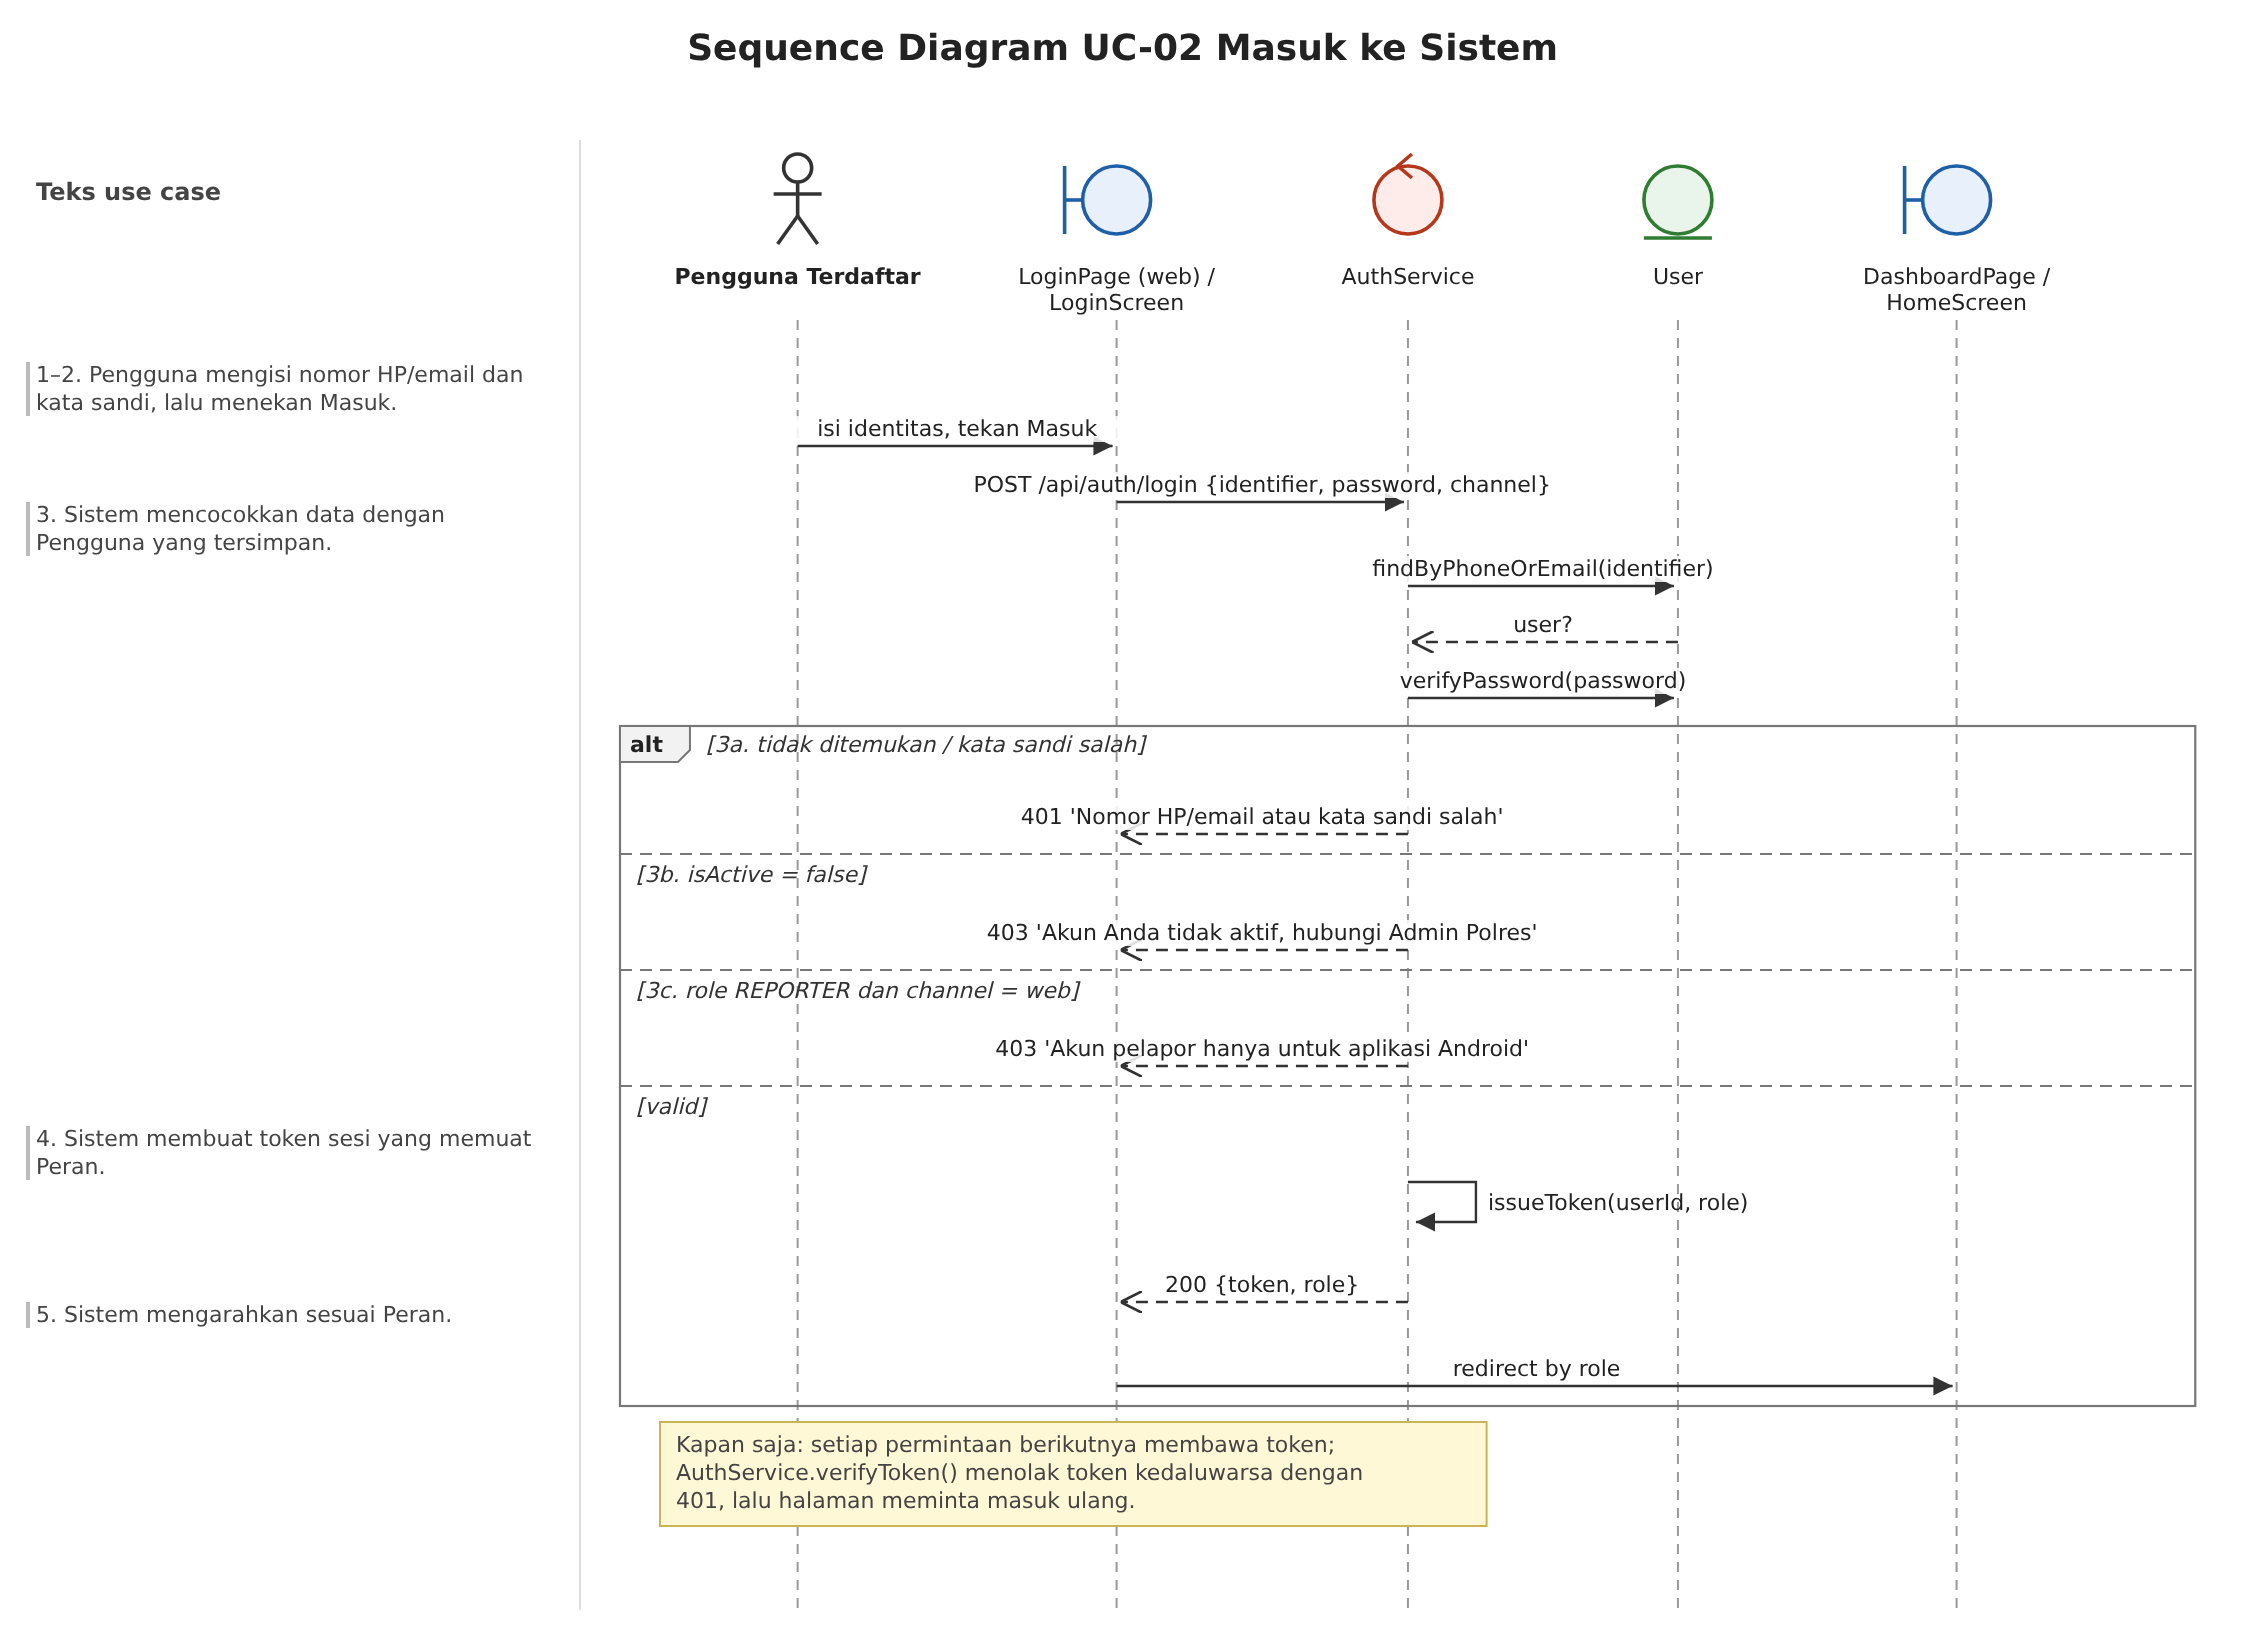 Sequence Diagram UC-02 Masuk ke Sistem
Teks use case
Pengguna Terdaftar
LoginPage (web) /
LoginScreen
AuthService
User
DashboardPage /
HomeScreen
1–2. Pengguna mengisi nomor HP/email dan
kata sandi, lalu menekan Masuk.
isi identitas, tekan Masuk
POST /api/auth/login {identifier, password, channel}
3. Sistem mencocokkan data dengan
Pengguna yang tersimpan.
findByPhoneOrEmail(identifier)
user?
verifyPassword(password)
alt [3a. tidak ditemukan / kata sandi salah]
401 'Nomor HP/email atau kata sandi salah'
[3b. isActive = false]
403 'Akun Anda tidak aktif, hubungi Admin Polres'
[3c. role REPORTER dan channel = web]
403 'Akun pelapor hanya untuk aplikasi Android'
[valid]
4. Sistem membuat token sesi yang memuat
Peran.
issueToken(userId, role)
200 {token, role}
5. Sistem mengarahkan sesuai Peran.
redirect by role
Kapan saja: setiap permintaan berikutnya membawa token;
AuthService.verifyToken() menolak token kedaluwarsa dengan
401, lalu halaman meminta masuk ulang.